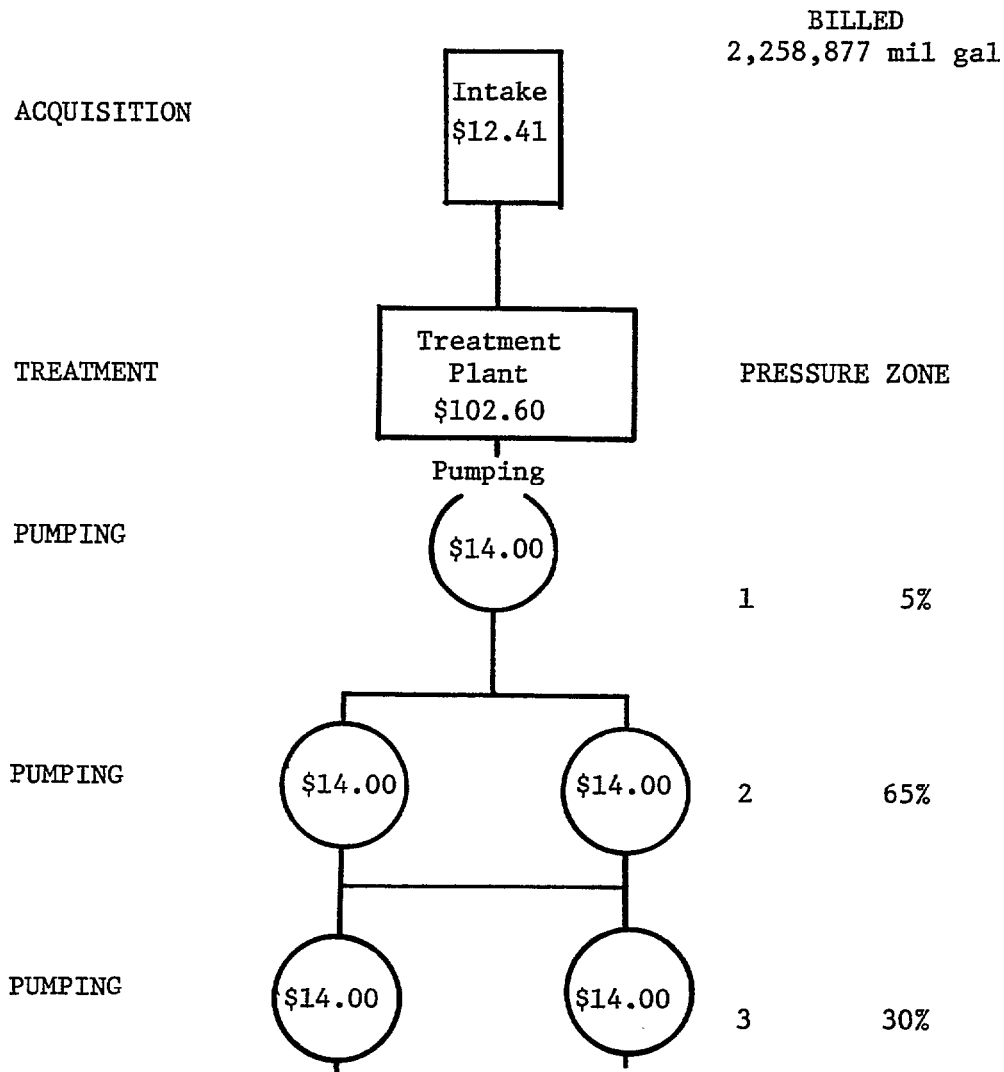 BILLED
2,258,877 mil gal
ACQUISITION
Intake
$12.41
TREATMENT
Treatment
Plant
$102.60
PRESSURE ZONE
Pumping
PUMPING
$14.00
1 5%
PUMPING
$14.00
$14.00
2 65%
PUMPING
$14.00
$14.00
3 30%